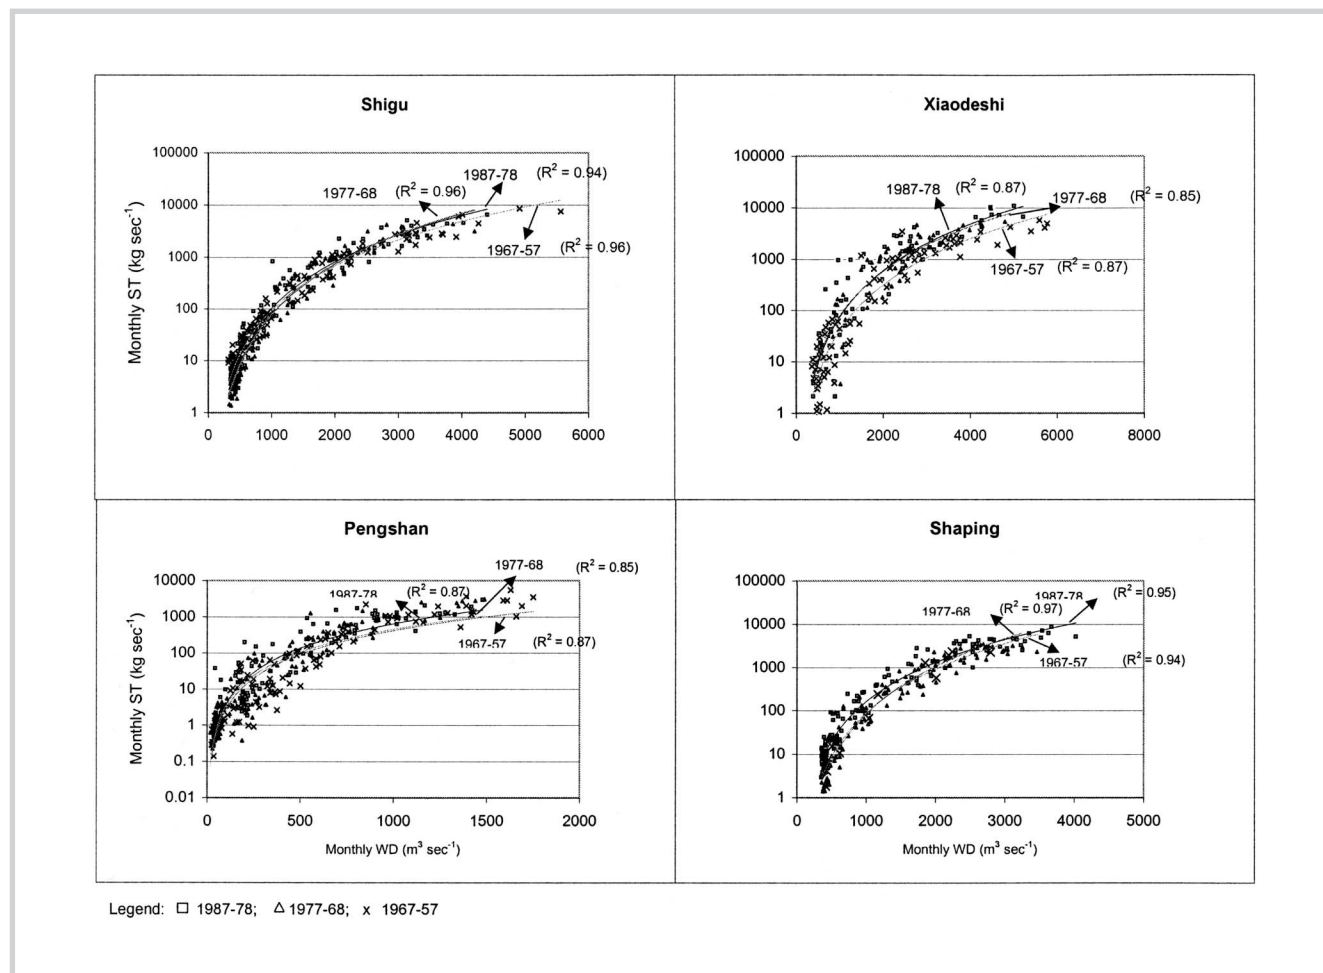 Shigu
100000
10000
1000
100
10
1
Monthly ST (kg sec⁻¹)
1977-68 (R² = 0.96)
1987-78 (R² = 0.94)
1967-57 (R² = 0.96)
0 1000 2000 3000 4000 5000 6000
Xiaodeshi
100000
10000
1000
100
10
1
1987-78 (R² = 0.87)
1977-68 (R² = 0.85)
1967-57 (R² = 0.87)
0 2000 4000 6000 8000
Pengshan
10000
1000
100
10
1
0.1
0.01
Monthly ST (kg sec⁻¹)
1977-68 (R² = 0.85)
1987-78 (R² = 0.87)
1967-57 (R² = 0.87)
0 500 1000 1500 2000
Monthly WD (m³ sec⁻¹)
Shaping
100000
10000
1000
100
10
1
1987-78 (R² = 0.95)
1977-68 (R² = 0.97)
1967-57 (R² = 0.94)
0 1000 2000 3000 4000 5000
Monthly WD (m³ sec⁻¹)
Legend: □ 1987-78; △ 1977-68; x 1967-57